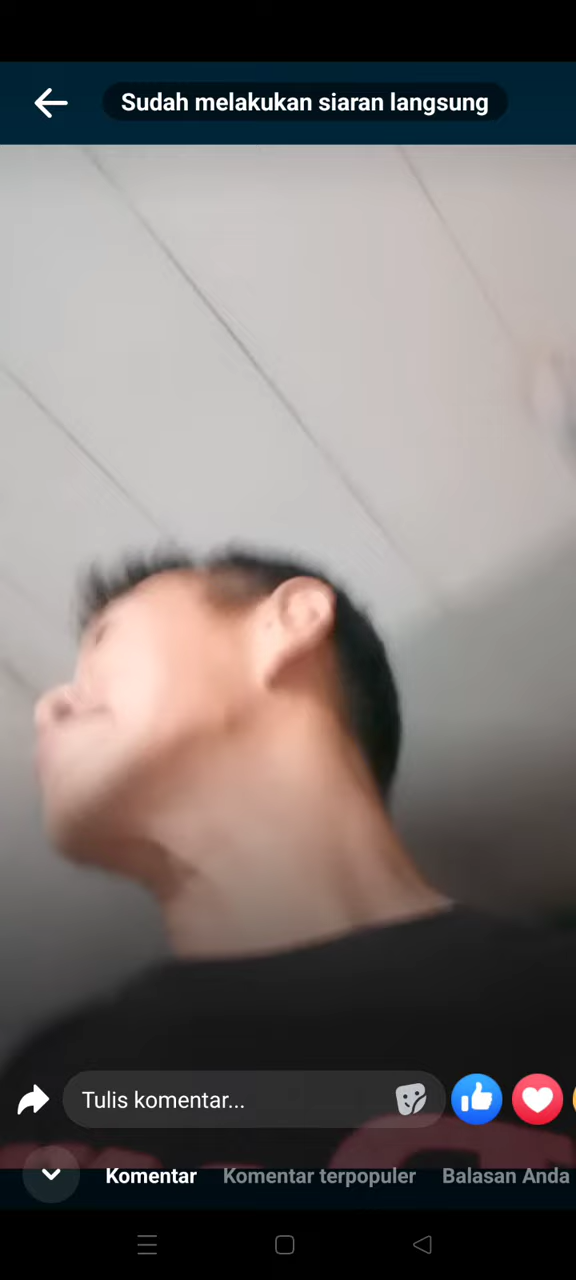 Sudah melakukan siaran langsung
Tulis komentar...
Komentar Komentar terpopuler Balasan Anda